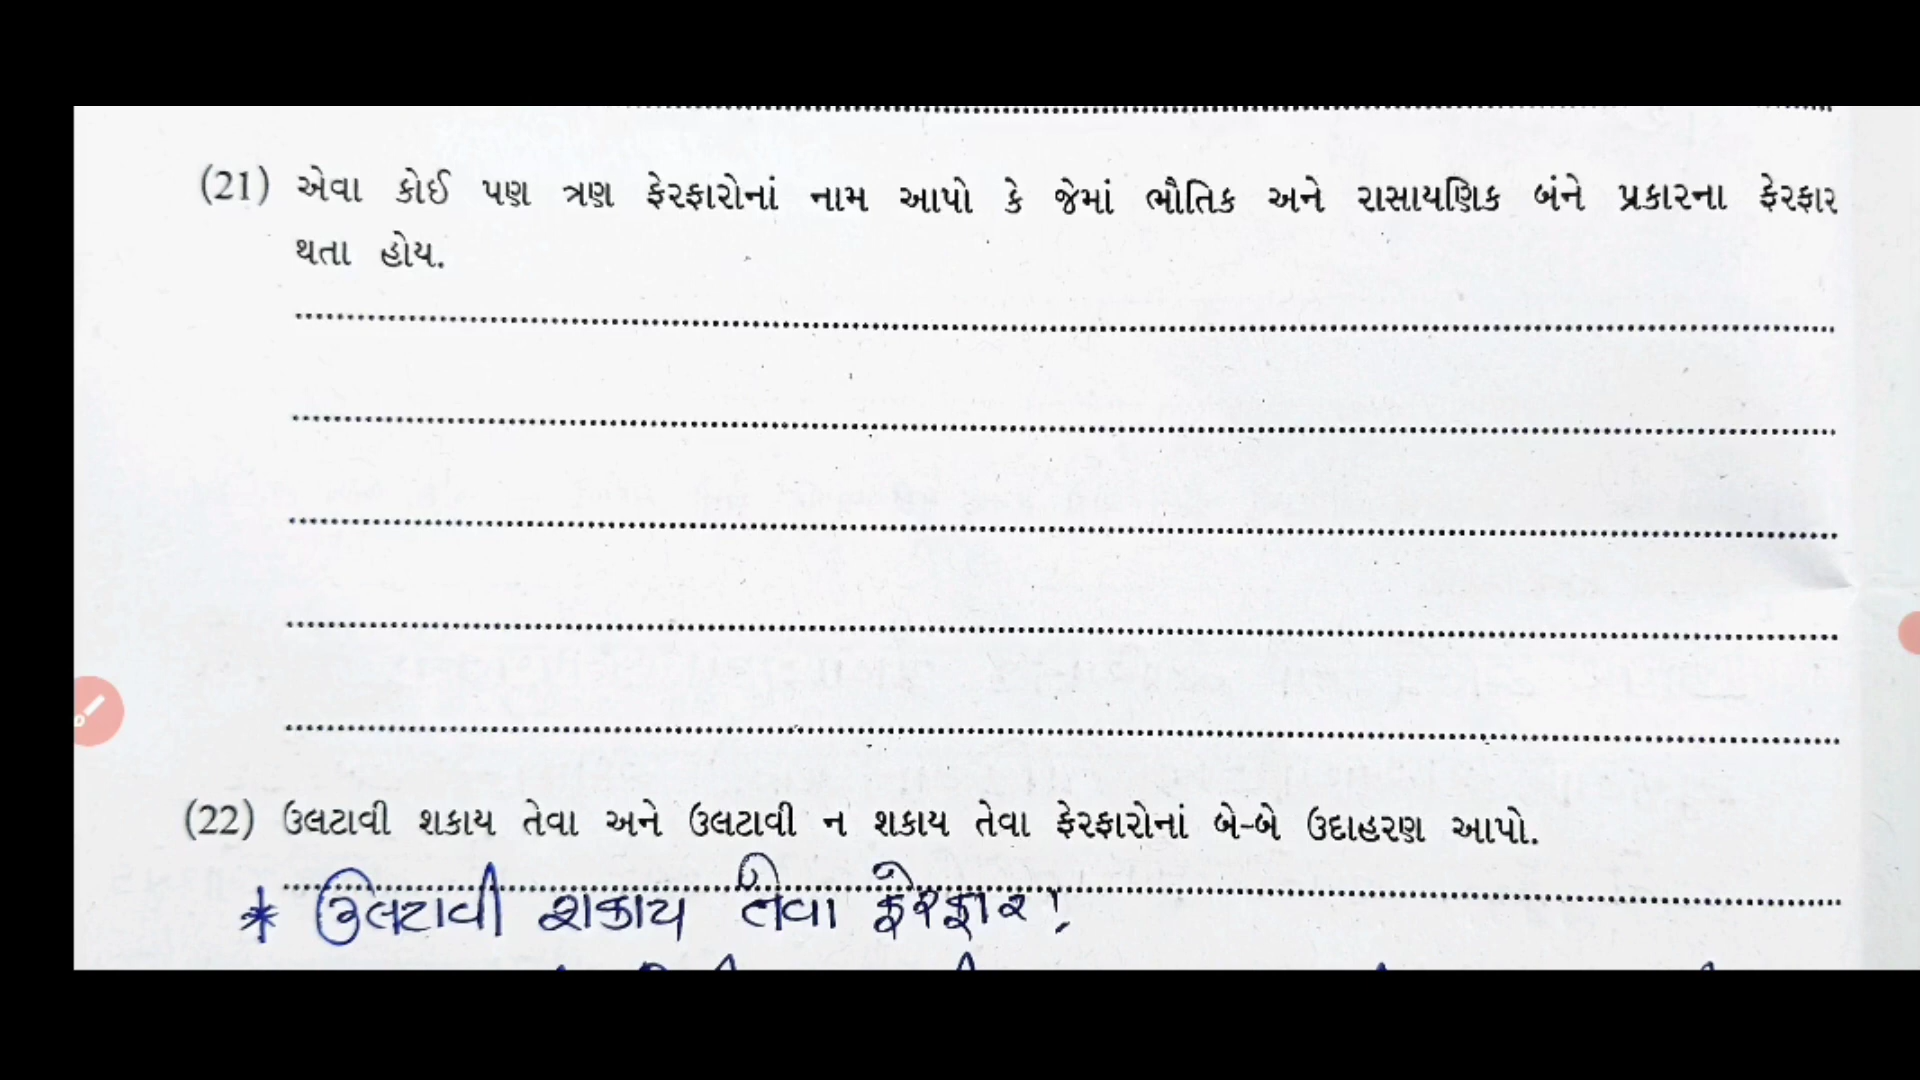 (21) એવા કોઈ પણ ત્રણ ફેરફારોનાં નામ આપો કે જેમાં ભૌતિક અને રાસાયણિક બંને પ્રકારના ફેરફાર
થતા હોય.
(22) ઉલટાવી શકાય તેવા અને ઉલટાવી ન શકાય તેવા ફેરફારોનાં બે-બે ઉદાહરણ આપો.
* ઉલટાવી શકાય તેવા ફેરફાર :